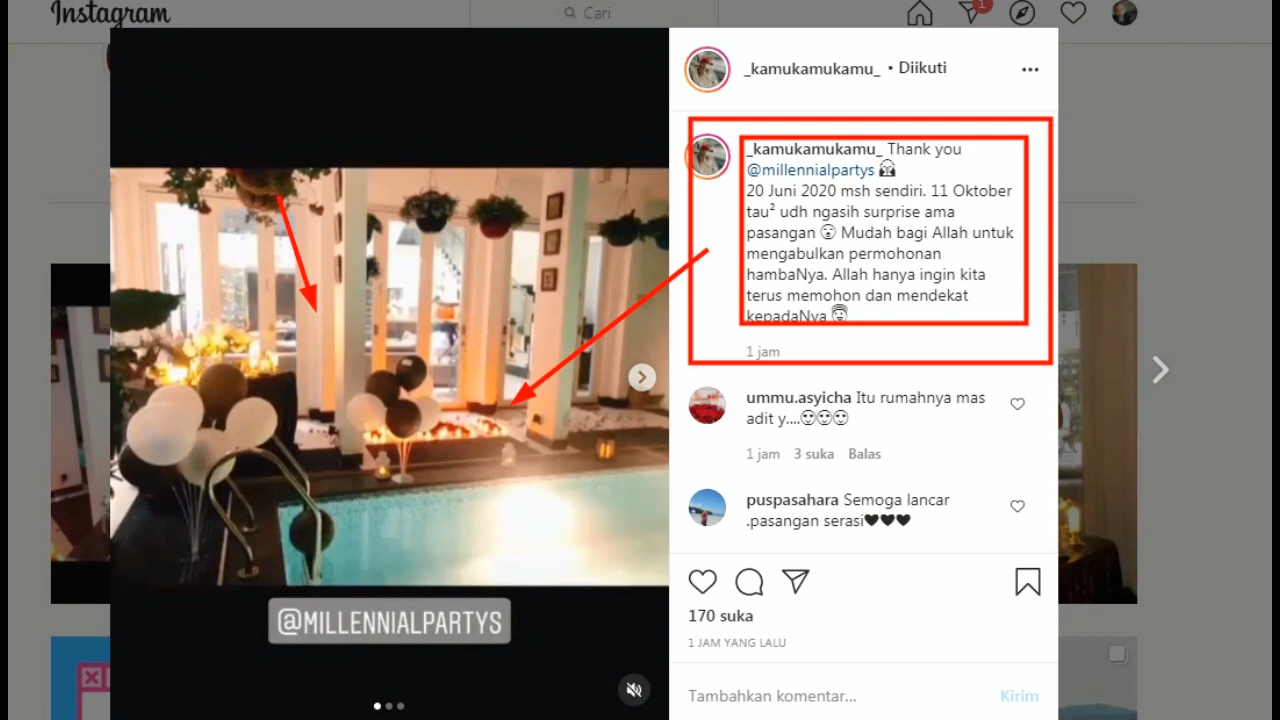 Instagram
Cari
1
_kamukamukamu_ • Diikuti
_kamukamukamu_ Thank you
@millennialpartys
20 Juni 2020 msh sendiri. 11 Oktober
tau² udh ngasih surprise ama
pasangan 😮 Mudah bagi Allah untuk
mengabulkan permohonan
hambaNya. Allah hanya ingin kita
terus memohon dan mendekat
kepadaNya 😇
1 jam
ummu.asyicha Itu rumahnya mas
adit y....😍😍😍
1 jam 3 suka Balas
puspasahara Semoga lancar
.pasangan serasi🖤🖤🖤
170 suka
1 JAM YANG LALU
Tambahkan komentar...
Kirim
@MILLENNIALPARTYS